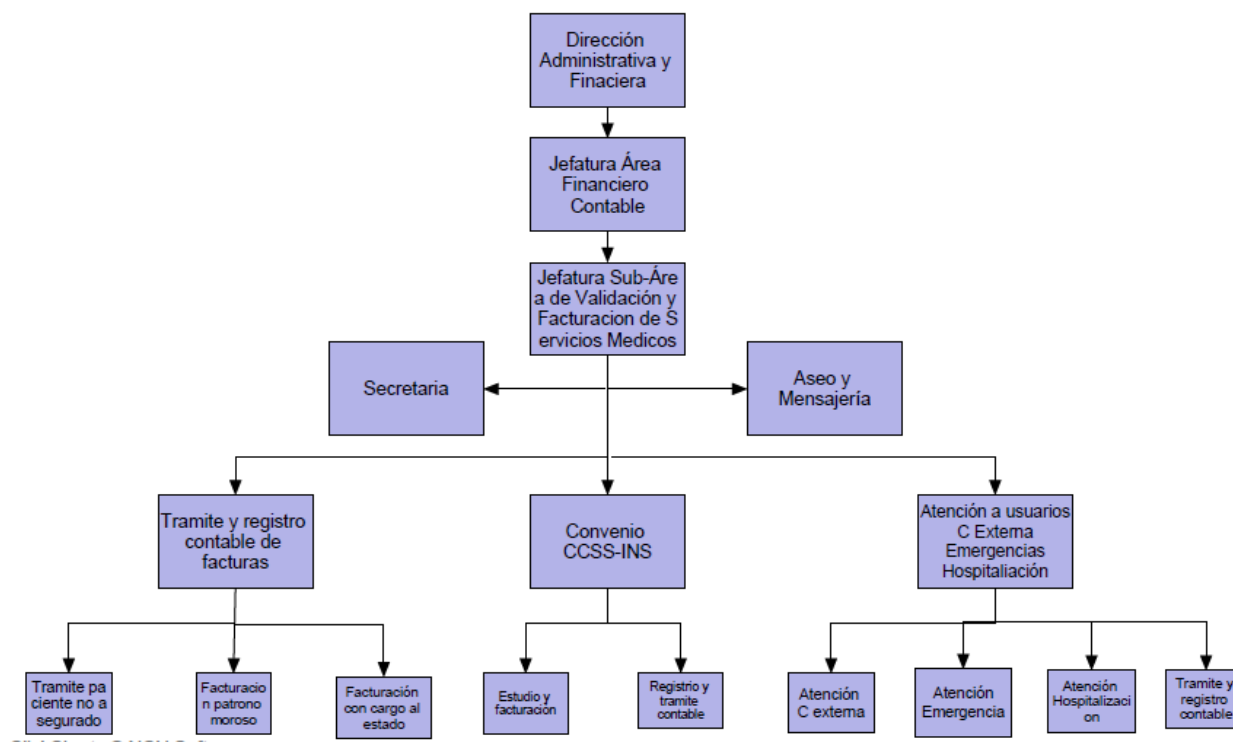 Dirección
Administrativa y
Finaciera
Jefatura Área
Financiero
Contable
Jefatura Sub-Áre
a de Validación y
Facturacion de S
ervicios Medicos
Secretaria
Aseo y
Mensajería
Tramite y registro
contable de
facturas
Convenio
CCSS-INS
Atención a usuarios
C Externa
Emergencias
Hospitaliación
Tramite pa
ciente no a
segurado
Facturacio
n patrono
moroso
Facturación
con cargo al
estado
Estudio y
facturación
Registrio y
tramite
contable
Atención
C externa
Atención
Emergencia
Atención
Hospitalizaci
on
Tramite y
registro
contable